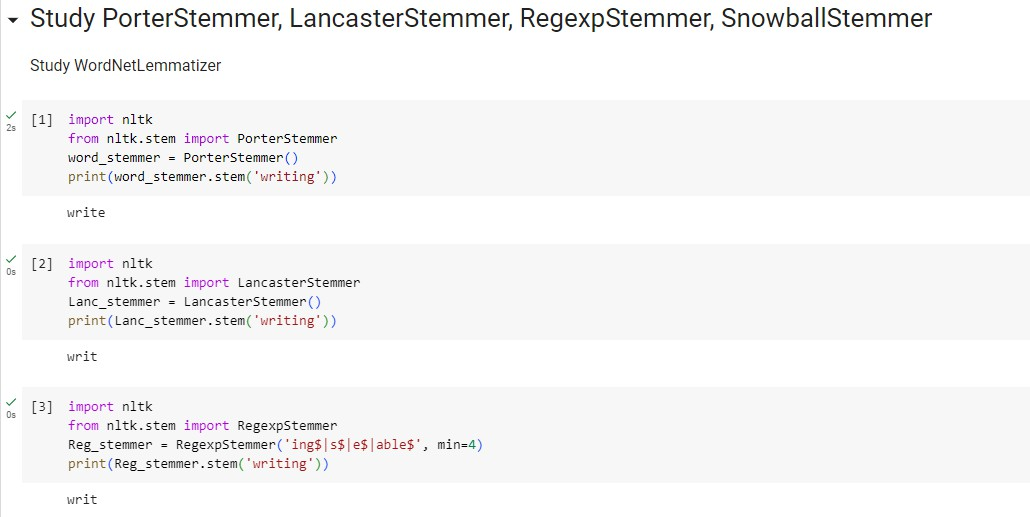 Study PorterStemmer, LancasterStemmer, RegexpStemmer, SnowballStemmer
Study WordNetLemmatizer
2s
[1] import nltk
from nltk.stem import PorterStemmer
word_stemmer = PorterStemmer()
print(word_stemmer.stem('writing'))
write
0s
[2] import nltk
from nltk.stem import LancasterStemmer
Lanc_stemmer = LancasterStemmer()
print(Lanc_stemmer.stem('writing'))
writ
0s
[3] import nltk
from nltk.stem import RegexpStemmer
Reg_stemmer = RegexpStemmer('ing$|s$|e$|able$', min=4)
print(Reg_stemmer.stem('writing'))
writ